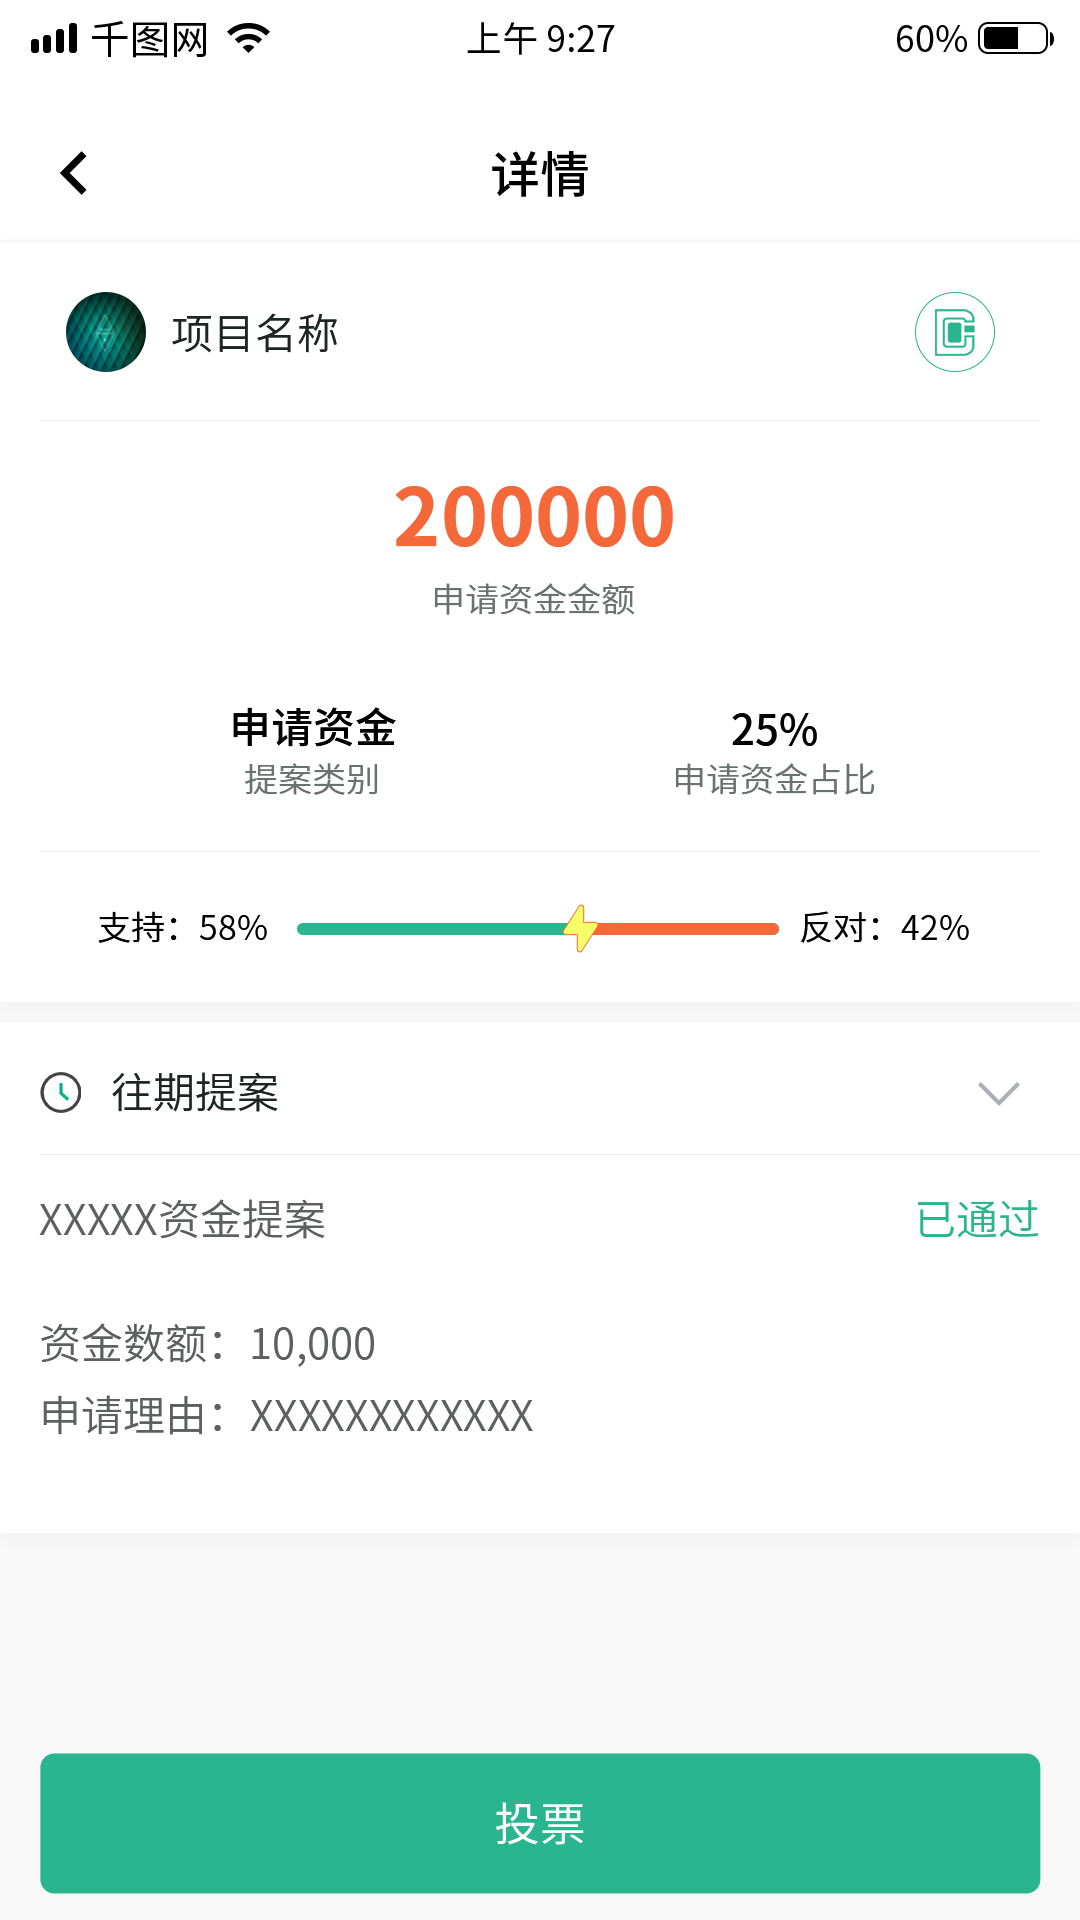 千图网 上午 9:27 60%
详情
项目名称
200000
申请资金金额
申请资金 25%
提案类别 申请资金占比
支持：58% 反对：42%
往期提案
XXXXX资金提案 已通过
资金数额：10,000
申请理由：XXXXXXXXXXXX
投票